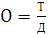 О = Т/Д